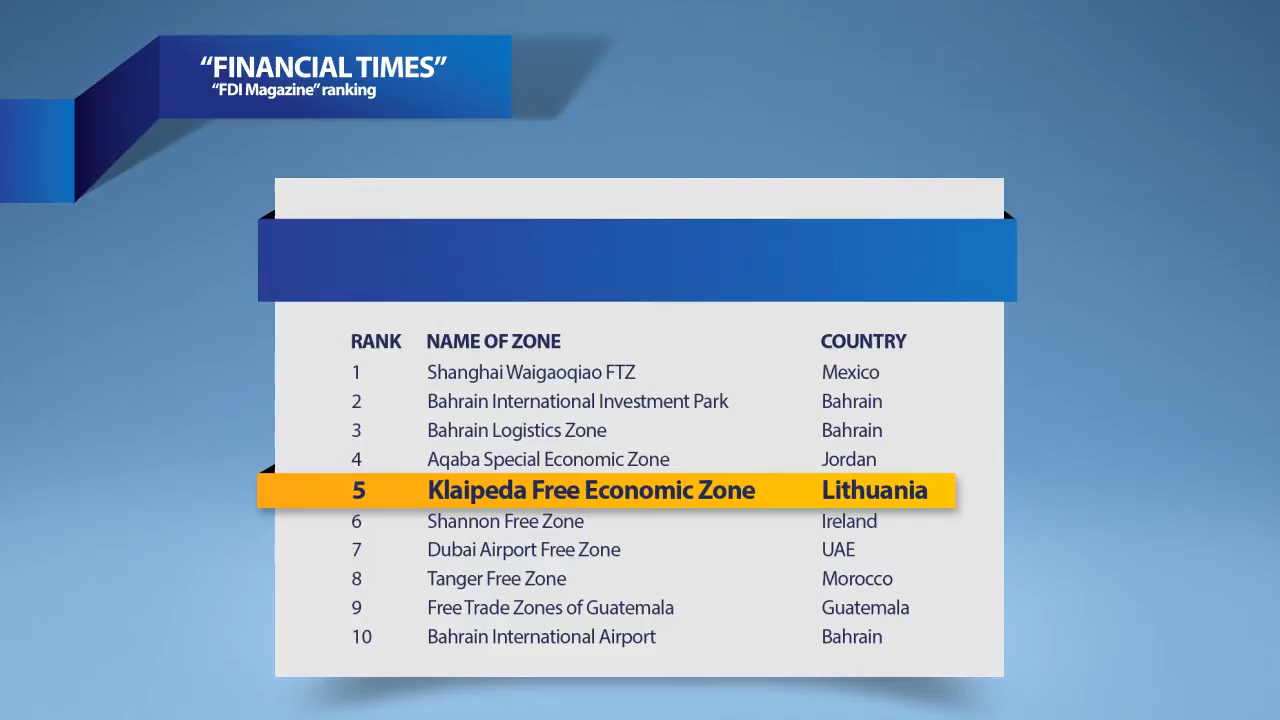 “FINANCIAL TIMES”
“FDI Magazine” ranking
RANK NAME OF ZONE COUNTRY
1 Shanghai Waigaoqiao FTZ Mexico
2 Bahrain International Investment Park Bahrain
3 Bahrain Logistics Zone Bahrain
4 Aqaba Special Economic Zone Jordan
5 Klaipeda Free Economic Zone Lithuania
6 Shannon Free Zone Ireland
7 Dubai Airport Free Zone UAE
8 Tanger Free Zone Morocco
9 Free Trade Zones of Guatemala Guatemala
10 Bahrain International Airport Bahrain